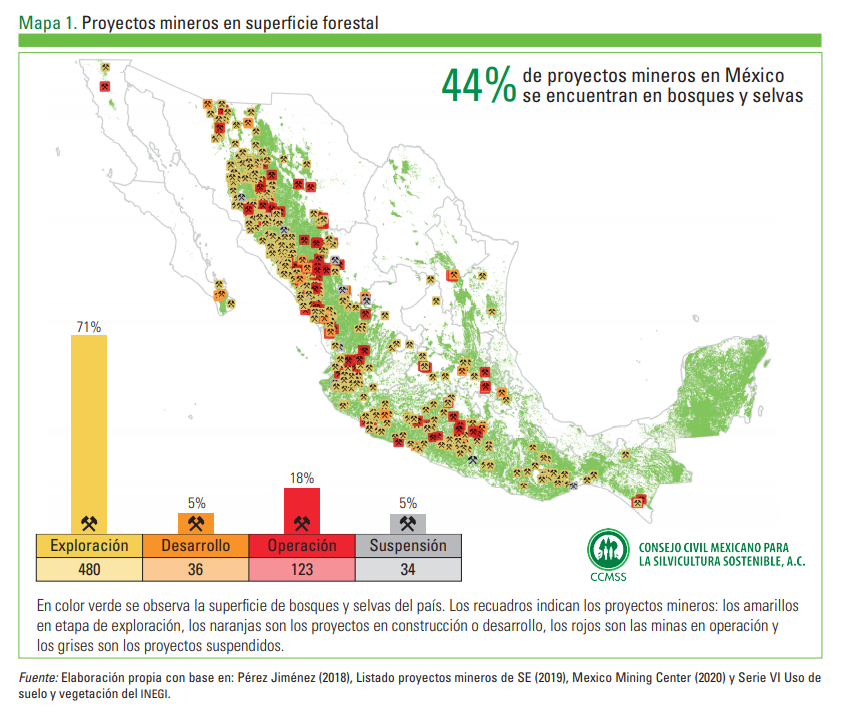 Mapa 1. Proyectos mineros en superficie forestal
44% de proyectos mineros en México
se encuentran en bosques y selvas
71%
5%
18%
5%
Exploración Desarrollo Operación Suspensión
480 36 123 34
CCMSS
CONSEJO CIVIL MEXICANO PARA
LA SILVICULTURA SOSTENIBLE, A.C.
En color verde se observa la superficie de bosques y selvas del país. Los recuadros indican los proyectos mineros: los amarillos
en etapa de exploración, los naranjas son los proyectos en construcción o desarrollo, los rojos son las minas en operación y
los grises son los proyectos suspendidos.
Fuente: Elaboración propia con base en: Pérez Jiménez (2018), Listado proyectos mineros de SE (2019), Mexico Mining Center (2020) y Serie VI Uso de
suelo y vegetación del INEGI.